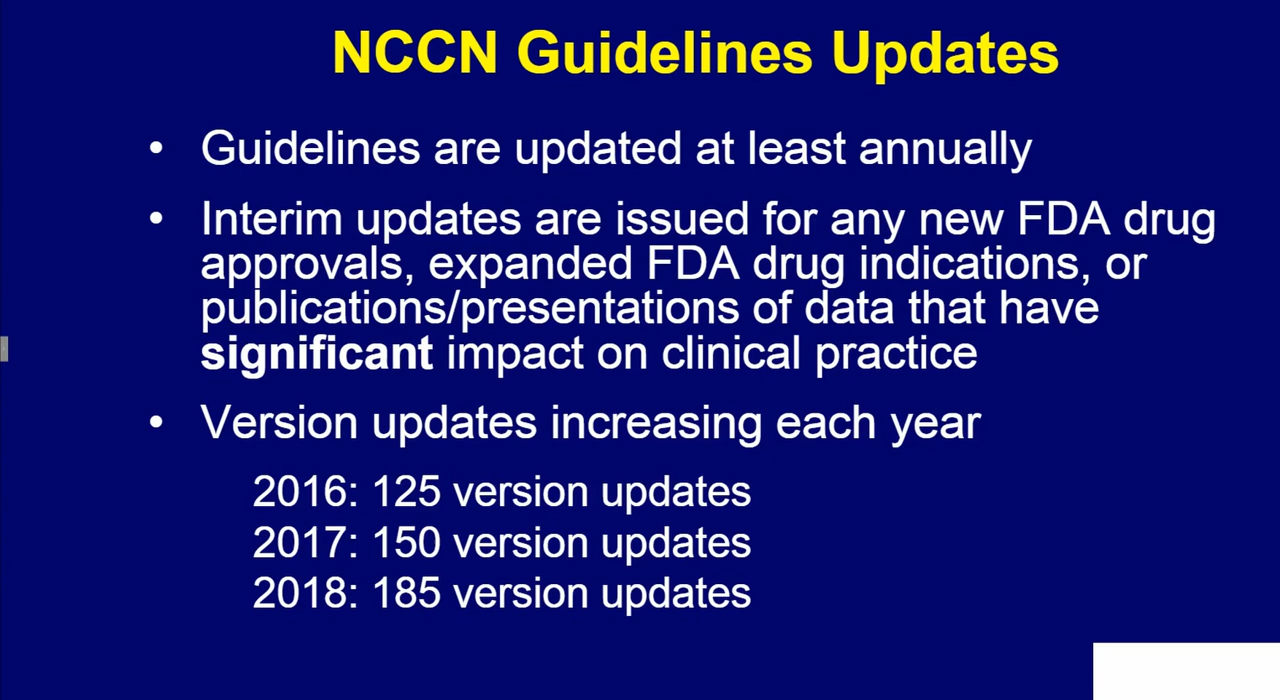 NCCN Guidelines Updates
• Guidelines are updated at least annually
• Interim updates are issued for any new FDA drug
approvals, expanded FDA drug indications, or
publications/presentations of data that have
significant impact on clinical practice
• Version updates increasing each year
2016: 125 version updates
2017: 150 version updates
2018: 185 version updates